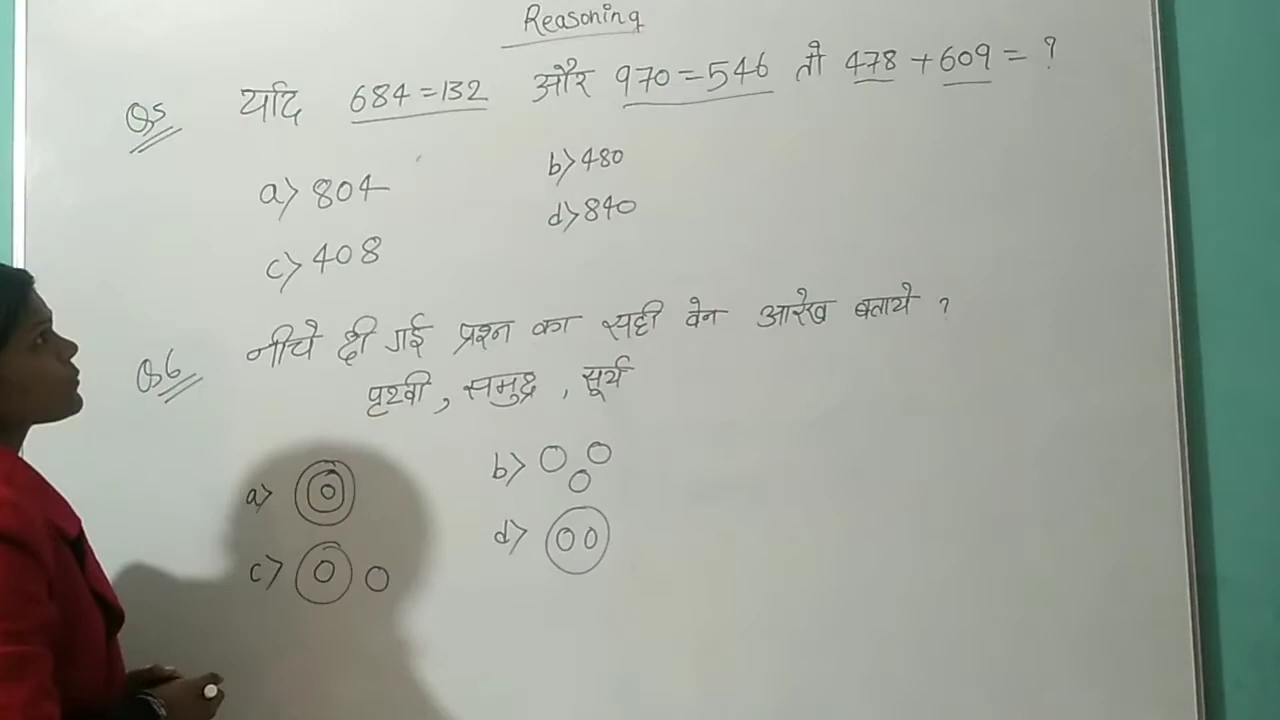 Reasoning
Q5 यदि 684=132 और 970=546 तो 478+609=?
a> 804 b> 480
c> 408 d> 840
Q6 नीचे दी गई प्रश्न का सही वेन आरेख बताये ?
पृथ्वी, समुद्र, सूर्य
a> b>
c> d>